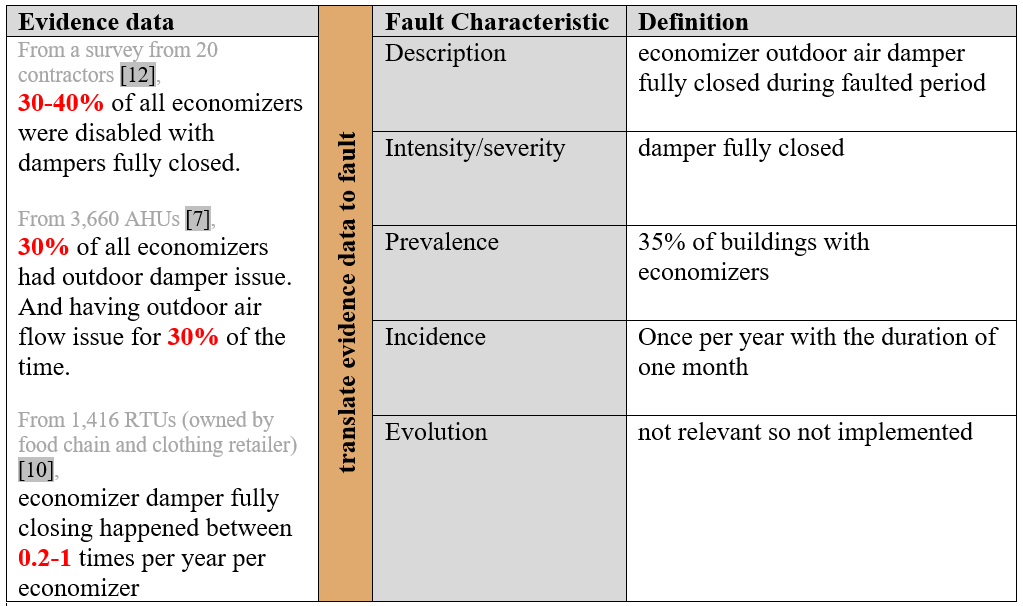 Evidence data
From a survey from 20
contractors [12],
30-40% of all economizers
were disabled with
dampers fully closed.
From 3,660 AHUs [7],
30% of all economizers
had outdoor damper issue.
And having outdoor air
flow issue for 30% of the
time.
From 1,416 RTUs (owned by
food chain and clothing retailer)
[10],
economizer damper fully
closing happened between
0.2-1 times per year per
economizer
translate evidence data to fault
Fault Characteristic
Definition
Description
economizer outdoor air damper
fully closed during faulted period
Intensity/severity
damper fully closed
Prevalence
35% of buildings with
economizers
Incidence
Once per year with the duration of
one month
Evolution
not relevant so not implemented